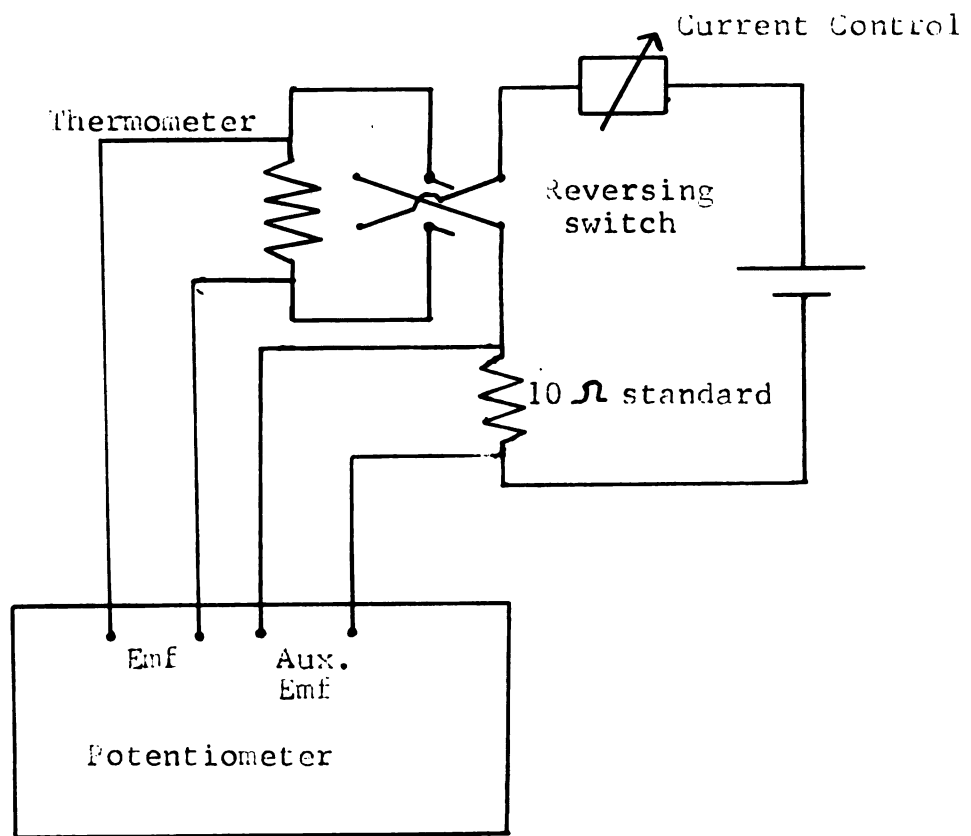 Current Control
Thermometer
Reversing
switch
10 Ω standard
Emf
Aux.
Emf
Potentiometer